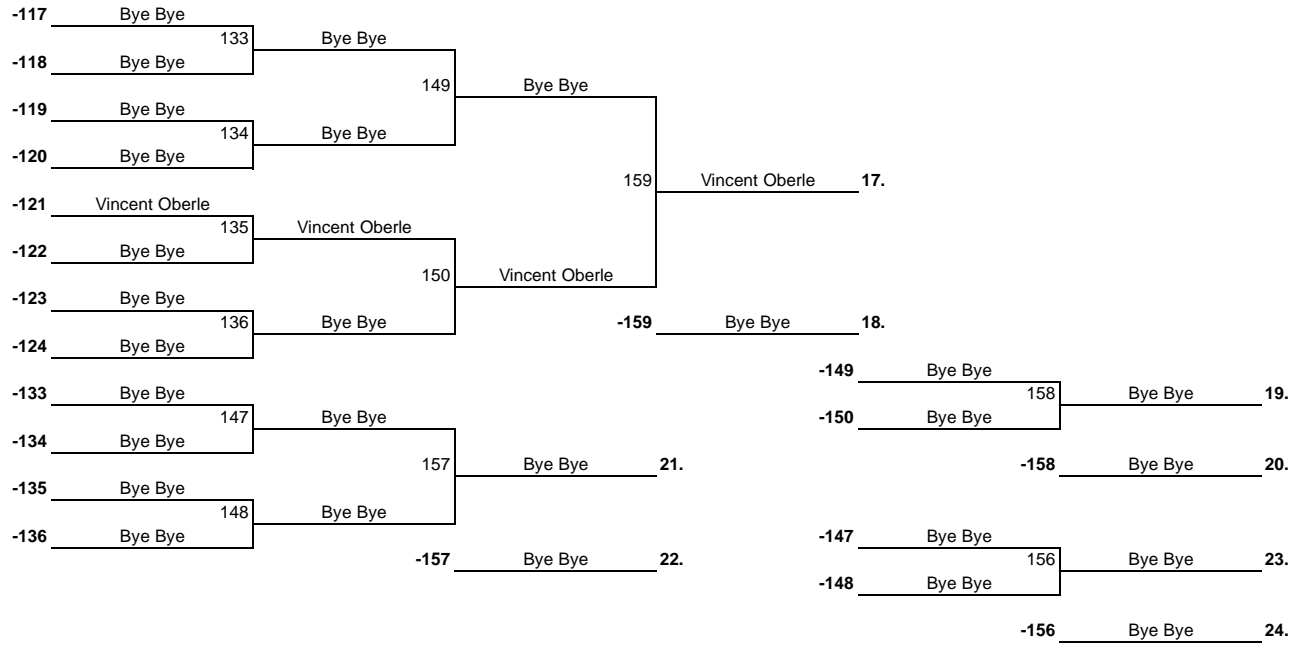 -117 Bye Bye
133 Bye Bye
-118 Bye Bye
149 Bye Bye
-119 Bye Bye
134 Bye Bye
-120 Bye Bye
159 Vincent Oberle 17.
-121 Vincent Oberle
135 Vincent Oberle
-122 Bye Bye
150 Vincent Oberle
-123 Bye Bye
136 Bye Bye
-159 Bye Bye 18.
-124 Bye Bye
-149 Bye Bye
-133 Bye Bye
158 Bye Bye 19.
147 Bye Bye
-150 Bye Bye
-134 Bye Bye
157 Bye Bye 21.
-158 Bye Bye 20.
-135 Bye Bye
148 Bye Bye
-136 Bye Bye
-147 Bye Bye
-157 Bye Bye 22.
156 Bye Bye 23.
-148 Bye Bye
-156 Bye Bye 24.